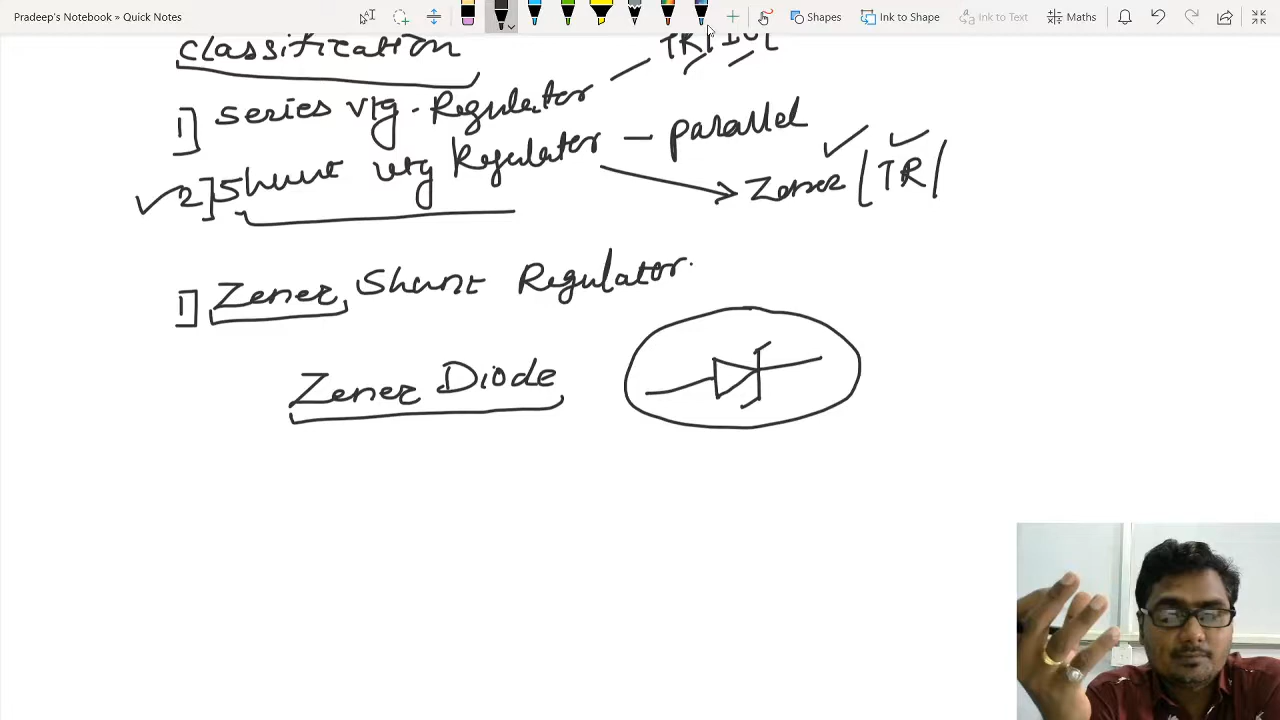 Pradeep's Notebook » Quick Notes
Shapes Ink to Shape Ink to Text Maths
Classification
1] Series Vtg. Regulator
2] Shunt Vtg Regulator – parallel
Zener / TR /
1] Zener Shunt Regulator.
Zener Diode